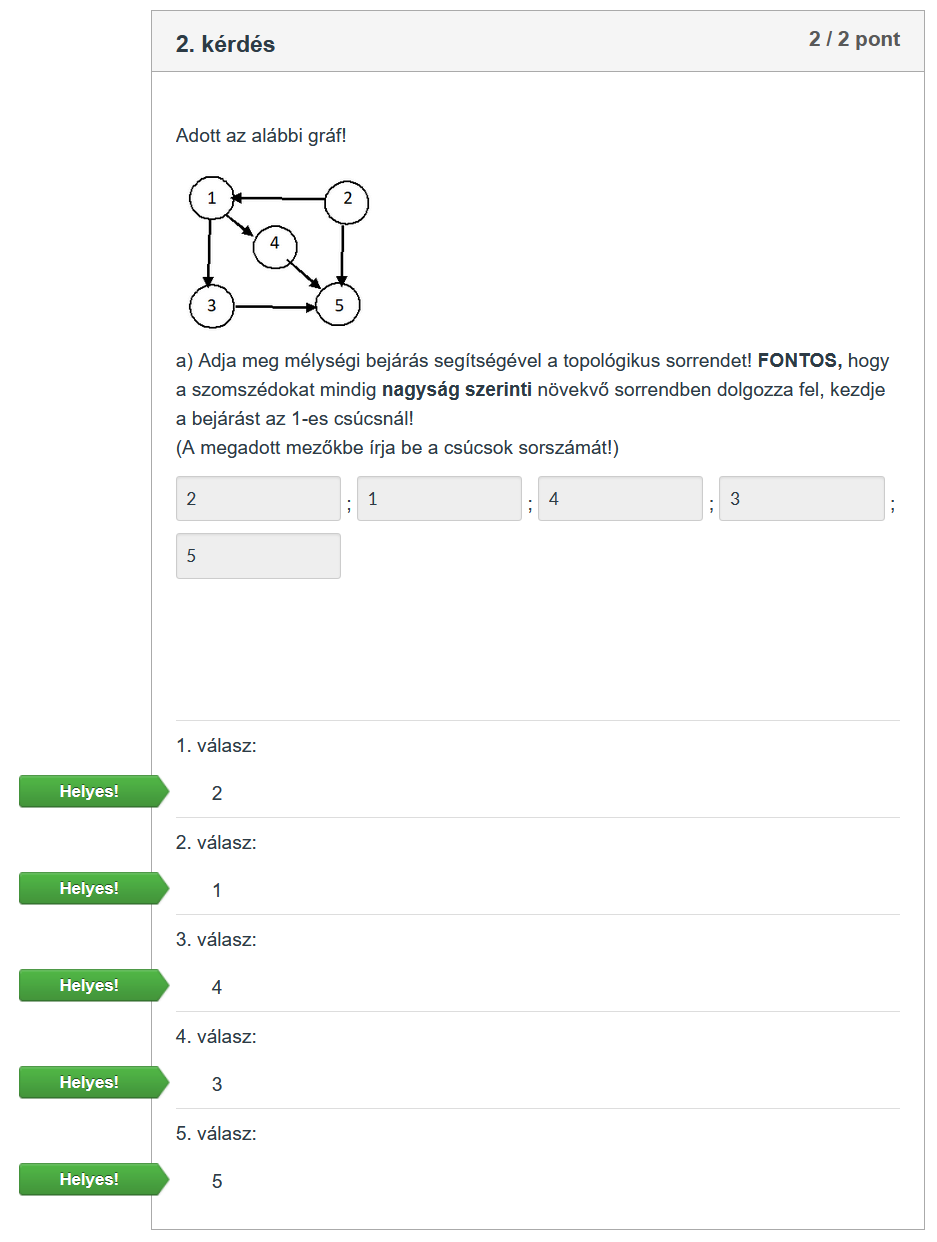 2. kérdés
2 / 2 pont
Adott az alábbi gráf!
1
2
4
3
5
a) Adja meg mélységi bejárás segítségével a topológikus sorrendet! FONTOS, hogy
a szomszédokat mindig nagyság szerinti növekvő sorrendben dolgozza fel, kezdje
a bejárást az 1-es csúcsnál!
(A megadott mezőkbe írja be a csúcsok sorszámát!)
2 ; 1 ; 4 ; 3 ;
5
1. válasz:
Helyes! 2
2. válasz:
Helyes! 1
3. válasz:
Helyes! 4
4. válasz:
Helyes! 3
5. válasz:
Helyes! 5